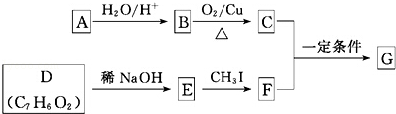 A H₂O/H⁺ B O₂/Cu △ C
一定条件 G
D (C₇H₆O₂) 稀 NaOH E CH₃I F